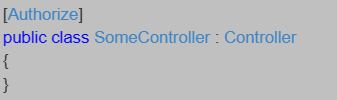 [Authorize]
public class SomeController : Controller
{
}